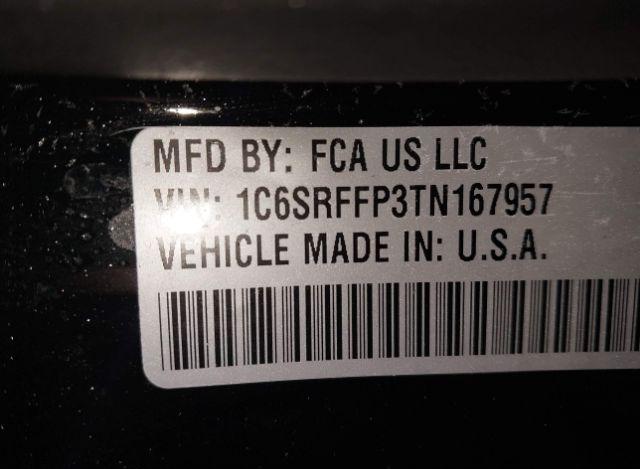 MFD BY: FCA US LLC
VIN: 1C6SRFFP3TN167957
VEHICLE MADE IN: U.S.A.